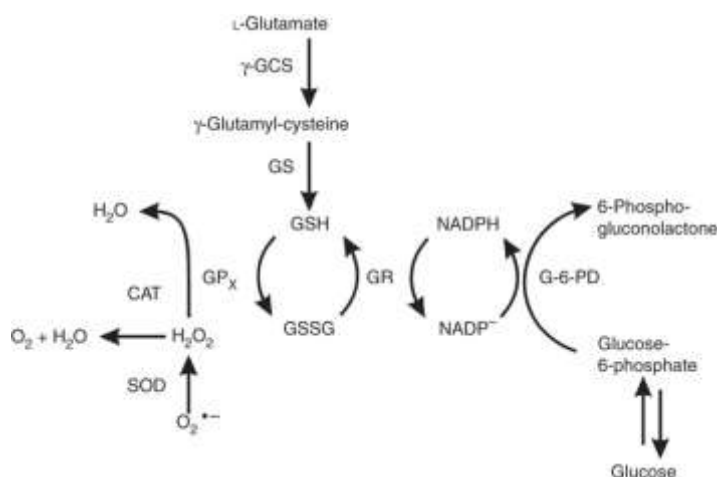 L-Glutamate
γ-GCS
γ-Glutamyl-cysteine
GS
H₂O
GSH
NADPH
6-Phospho-
gluconolactone
GPX
GR
G-6-PD
CAT
O₂ + H₂O
H₂O₂
GSSG
NADP⁻
Glucose-
6-phosphate
SOD
O₂•−
Glucose